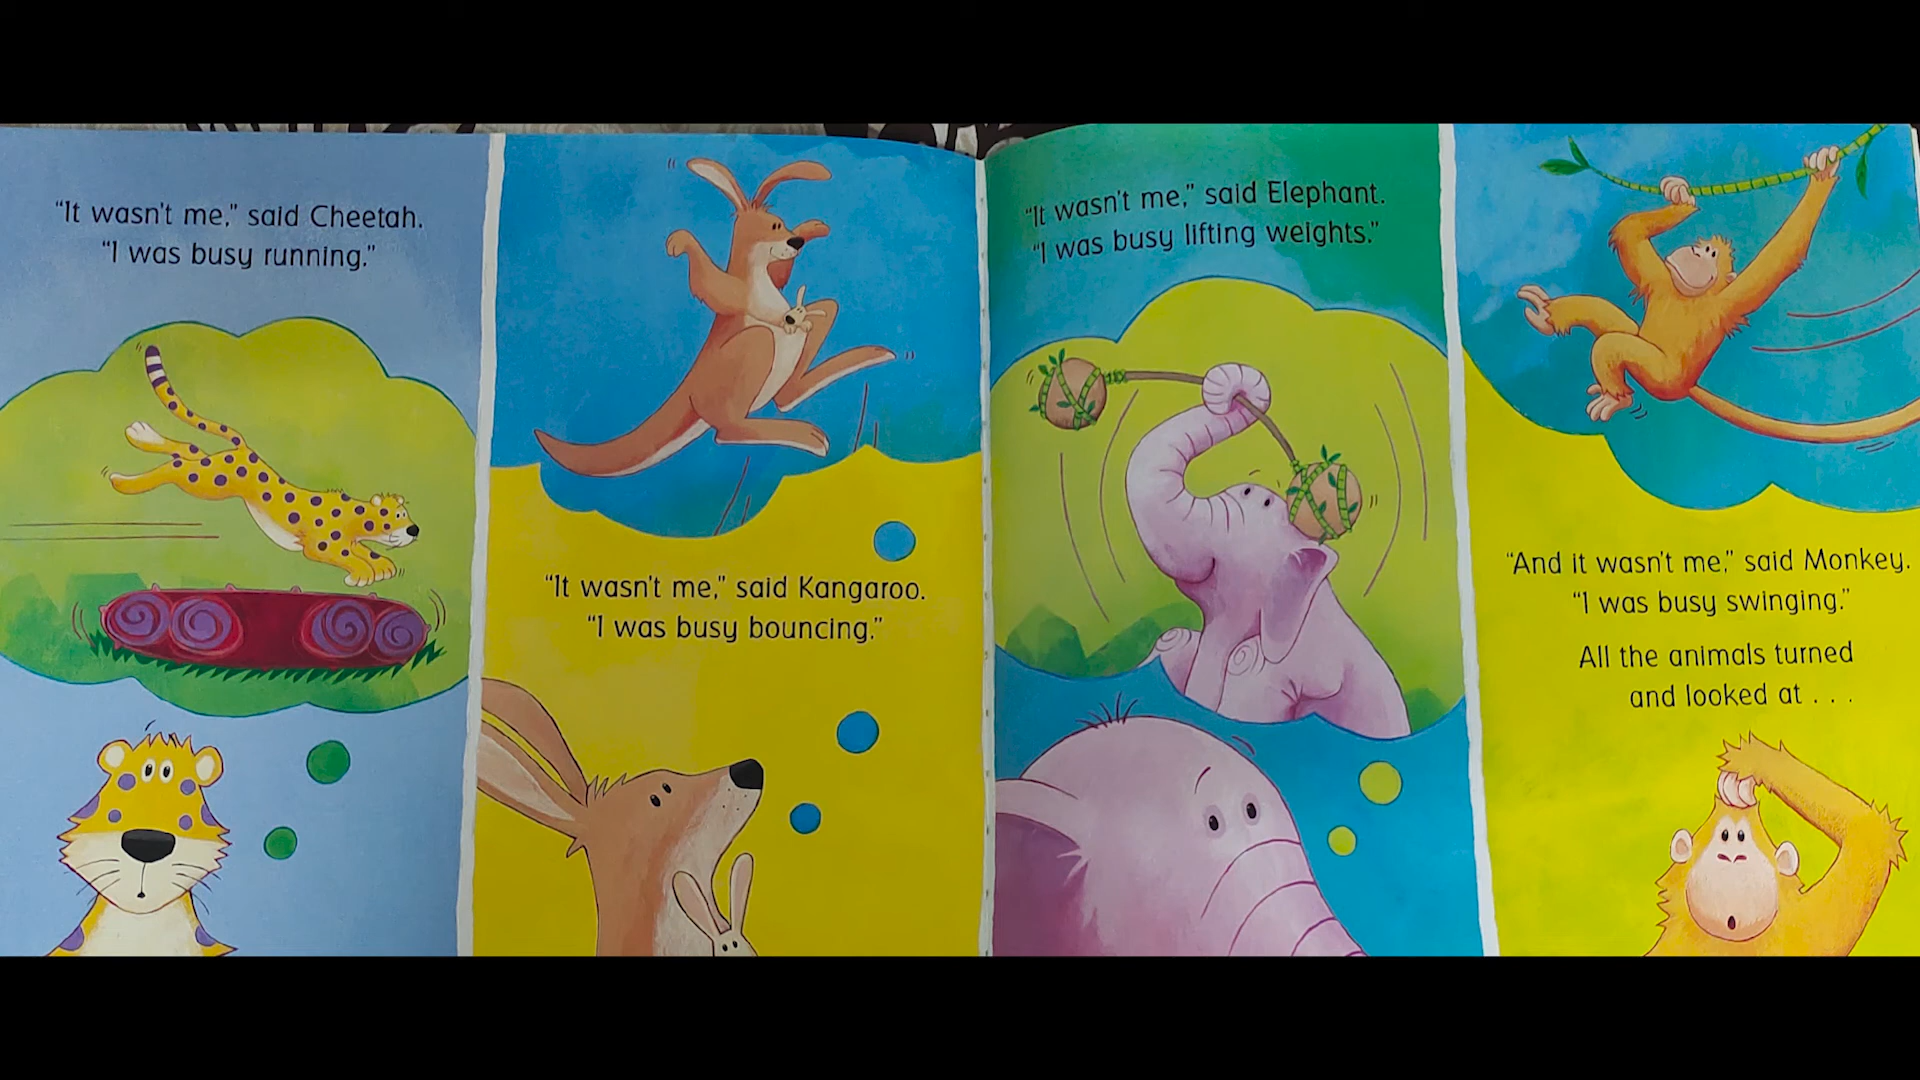 "It wasn't me," said Cheetah.
"I was busy running."
"It wasn't me," said Kangaroo.
"I was busy bouncing."
"It wasn't me," said Elephant.
"I was busy lifting weights."
"And it wasn't me," said Monkey.
"I was busy swinging."
All the animals turned
and looked at . . .